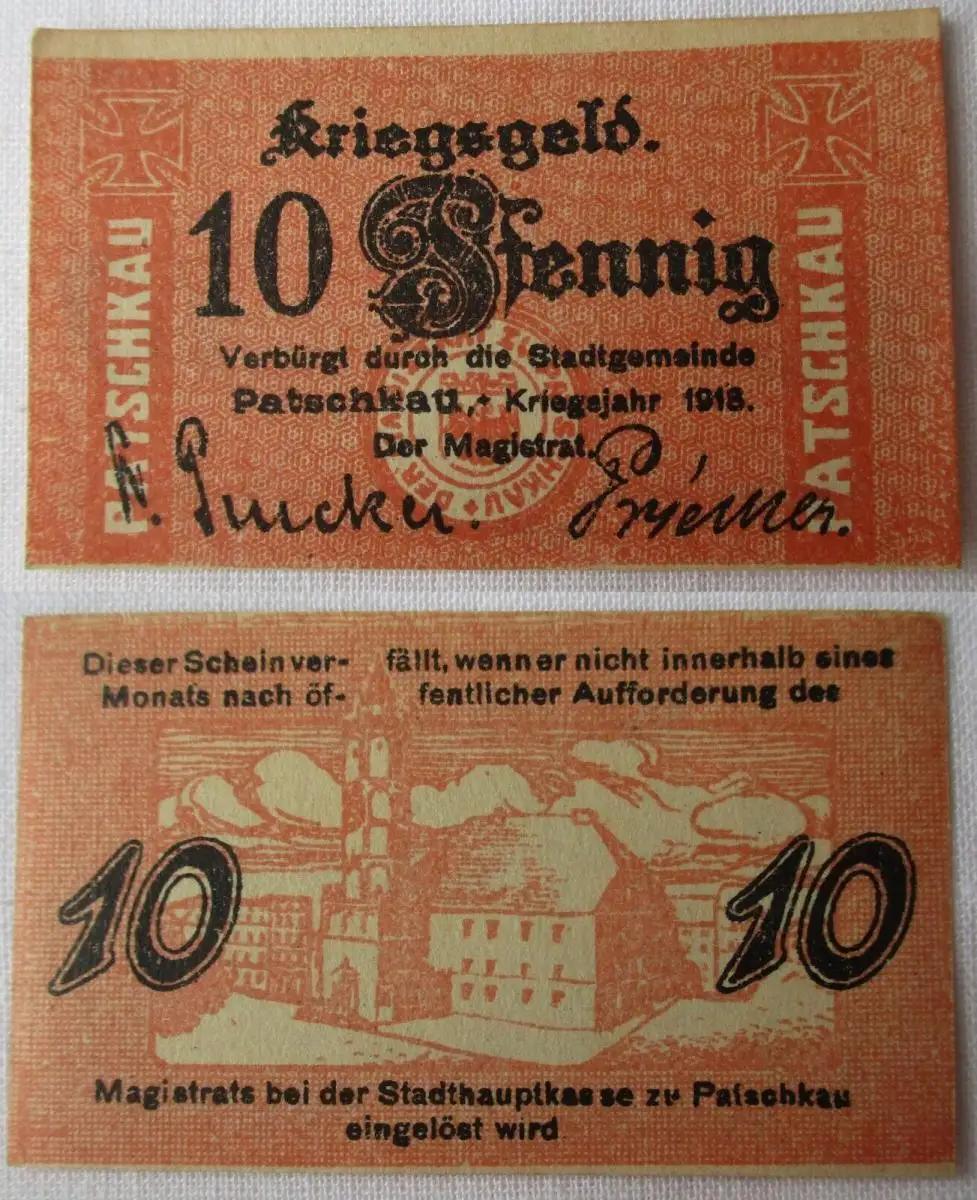 Kriegsgeld.
10 Pfennig
PATSCHKAU
PATSCHKAU
Verbürgt durch die Stadtgemeinde
Patschkau, Kriegsjahr 1918.
Der Magistrat.
Dieser Schein ver- fällt, wenn er nicht innerhalb eines
Monats nach öf- fentlicher Aufforderung des
10 10
Magistrats bei der Stadthauptkasse zu Patschkau
eingelöst wird